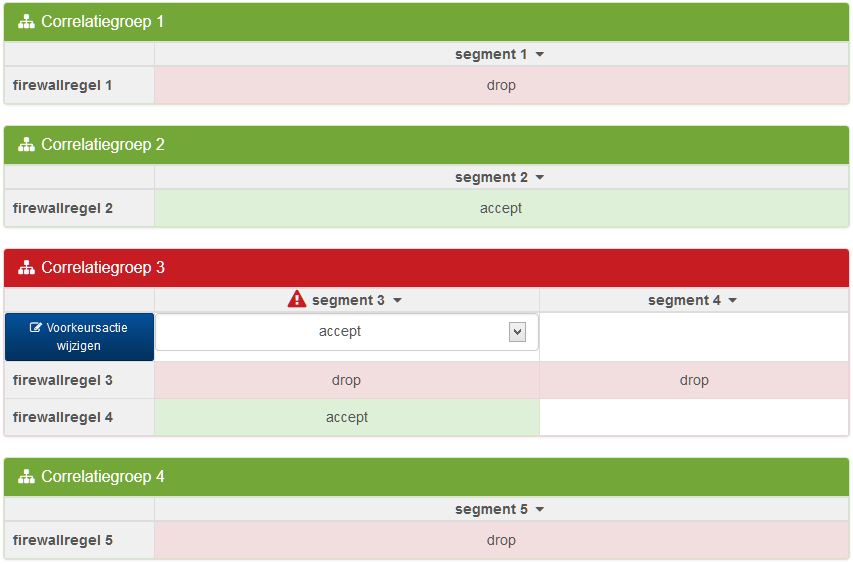 Correlatiegroep 1
segment 1
firewallregel 1 drop
Correlatiegroep 2
segment 2
firewallregel 2 accept
Correlatiegroep 3
segment 3 segment 4
Voorkeursactie
wijzigen
accept
firewallregel 3 drop drop
firewallregel 4 accept
Correlatiegroep 4
segment 5
firewallregel 5 drop